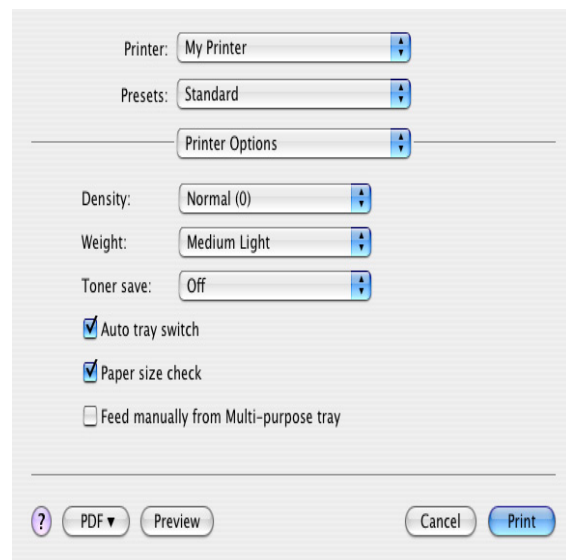 Printer: My Printer
Presets: Standard
Printer Options
Density: Normal (0)
Weight: Medium Light
Toner save: Off
Auto tray switch
Paper size check
Feed manually from Multi-purpose tray
? PDF ▼ Preview Cancel Print